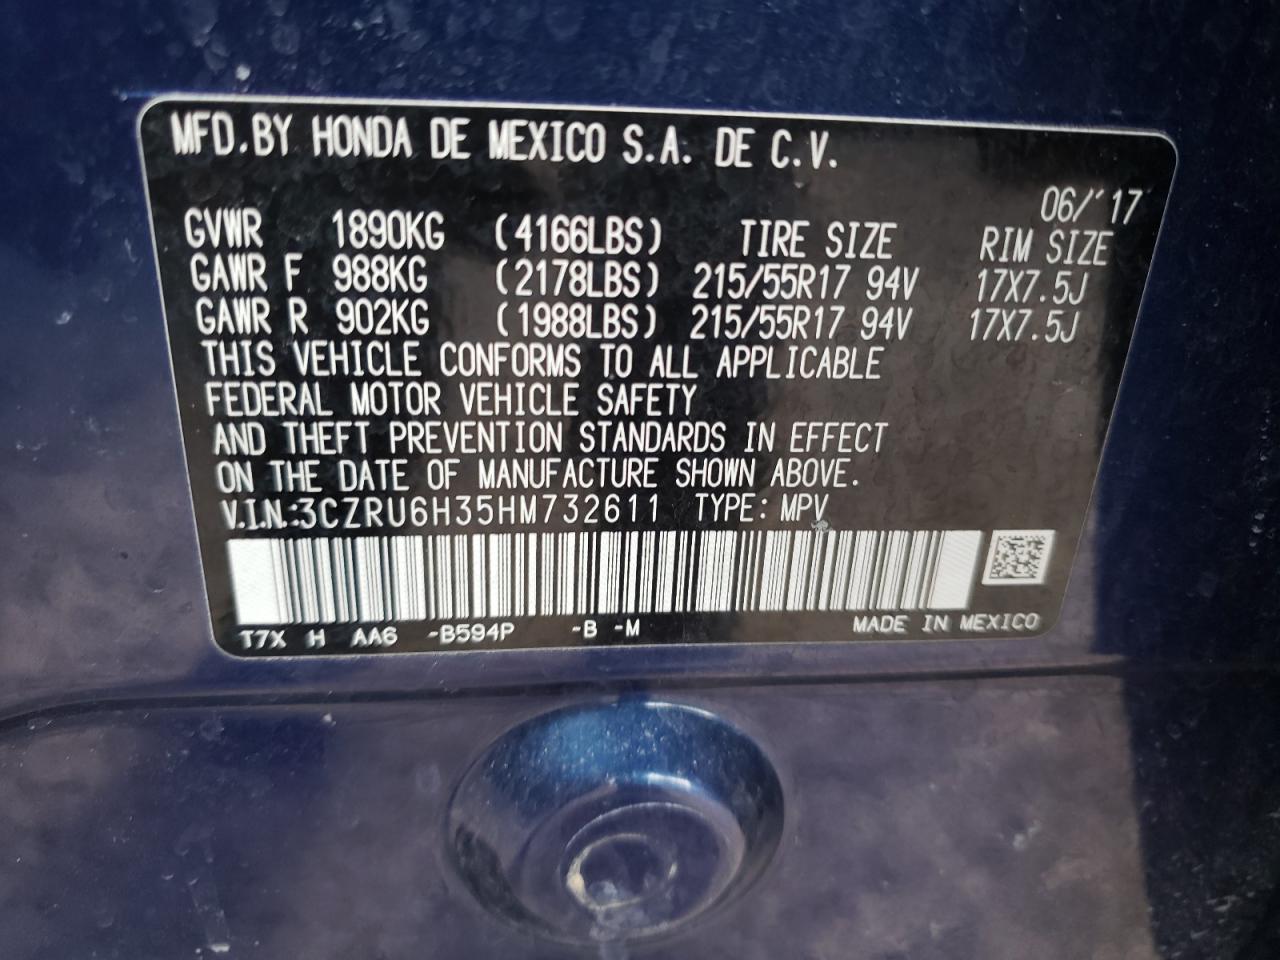 MFD.BY HONDA DE MEXICO S.A. DE C.V.
06/'17
GVWR 1890KG (4166LBS) TIRE SIZE RIM SIZE
GAWR F 988KG (2178LBS) 215/55R17 94V 17X7.5J
GAWR R 902KG (1988LBS) 215/55R17 94V 17X7.5J
THIS VEHICLE CONFORMS TO ALL APPLICABLE
FEDERAL MOTOR VEHICLE SAFETY
AND THEFT PREVENTION STANDARDS IN EFFECT
ON THE DATE OF MANUFACTURE SHOWN ABOVE.
V.I.N.:3CZRU6H35HM732611 TYPE: MPV
T7X H AA6 -B594P -B -M MADE IN MEXICO